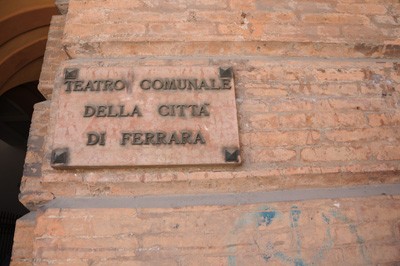 TEATRO COMUNALE
DELLA CITTÀ
DI FERRARA